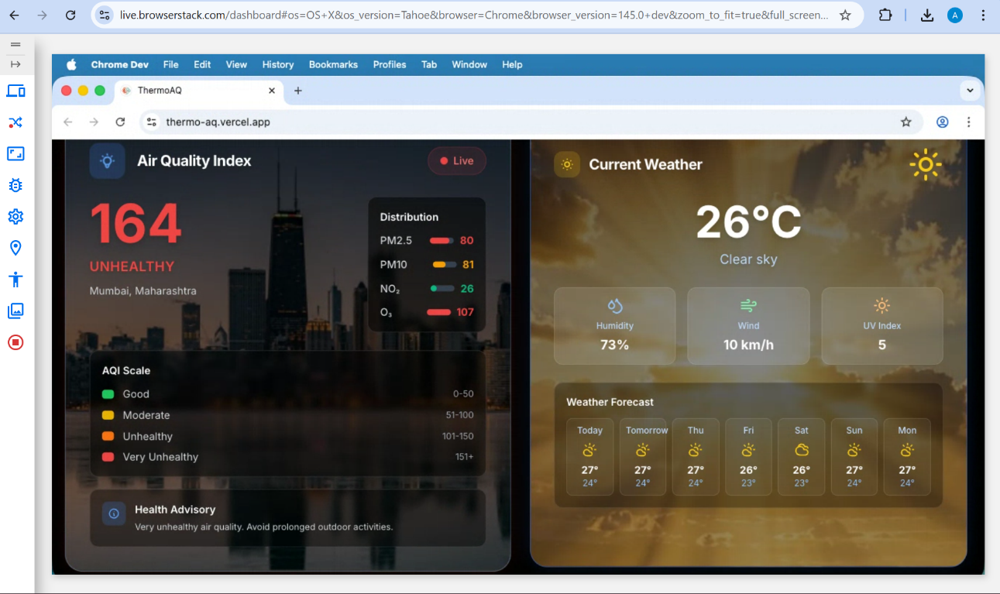 live.browserstack.com/dashboard#os=OS+X&os_version=Tahoe&browser=Chrome&browser_version=145.0+dev&zoom_to_fit=true&full_screen...
A
Chrome Dev File Edit View History Bookmarks Profiles Tab Window Help
ThermoAQ
thermo-aq.vercel.app
Air Quality Index
Live
164
UNHEALTHY
Mumbai, Maharashtra
Distribution
PM2.5 80
PM10 81
NO₂ 26
O₃ 107
AQI Scale
Good 0-50
Moderate 51-100
Unhealthy 101-150
Very Unhealthy 151+
Health Advisory
Very unhealthy air quality. Avoid prolonged outdoor activities.
Current Weather
26°C
Clear sky
Humidity
73%
Wind
10 km/h
UV Index
5
Weather Forecast
Today Tomorrow Thu Fri Sat Sun Mon
27° 27° 27° 26° 26° 27° 27°
24° 24° 24° 23° 23° 24° 24°